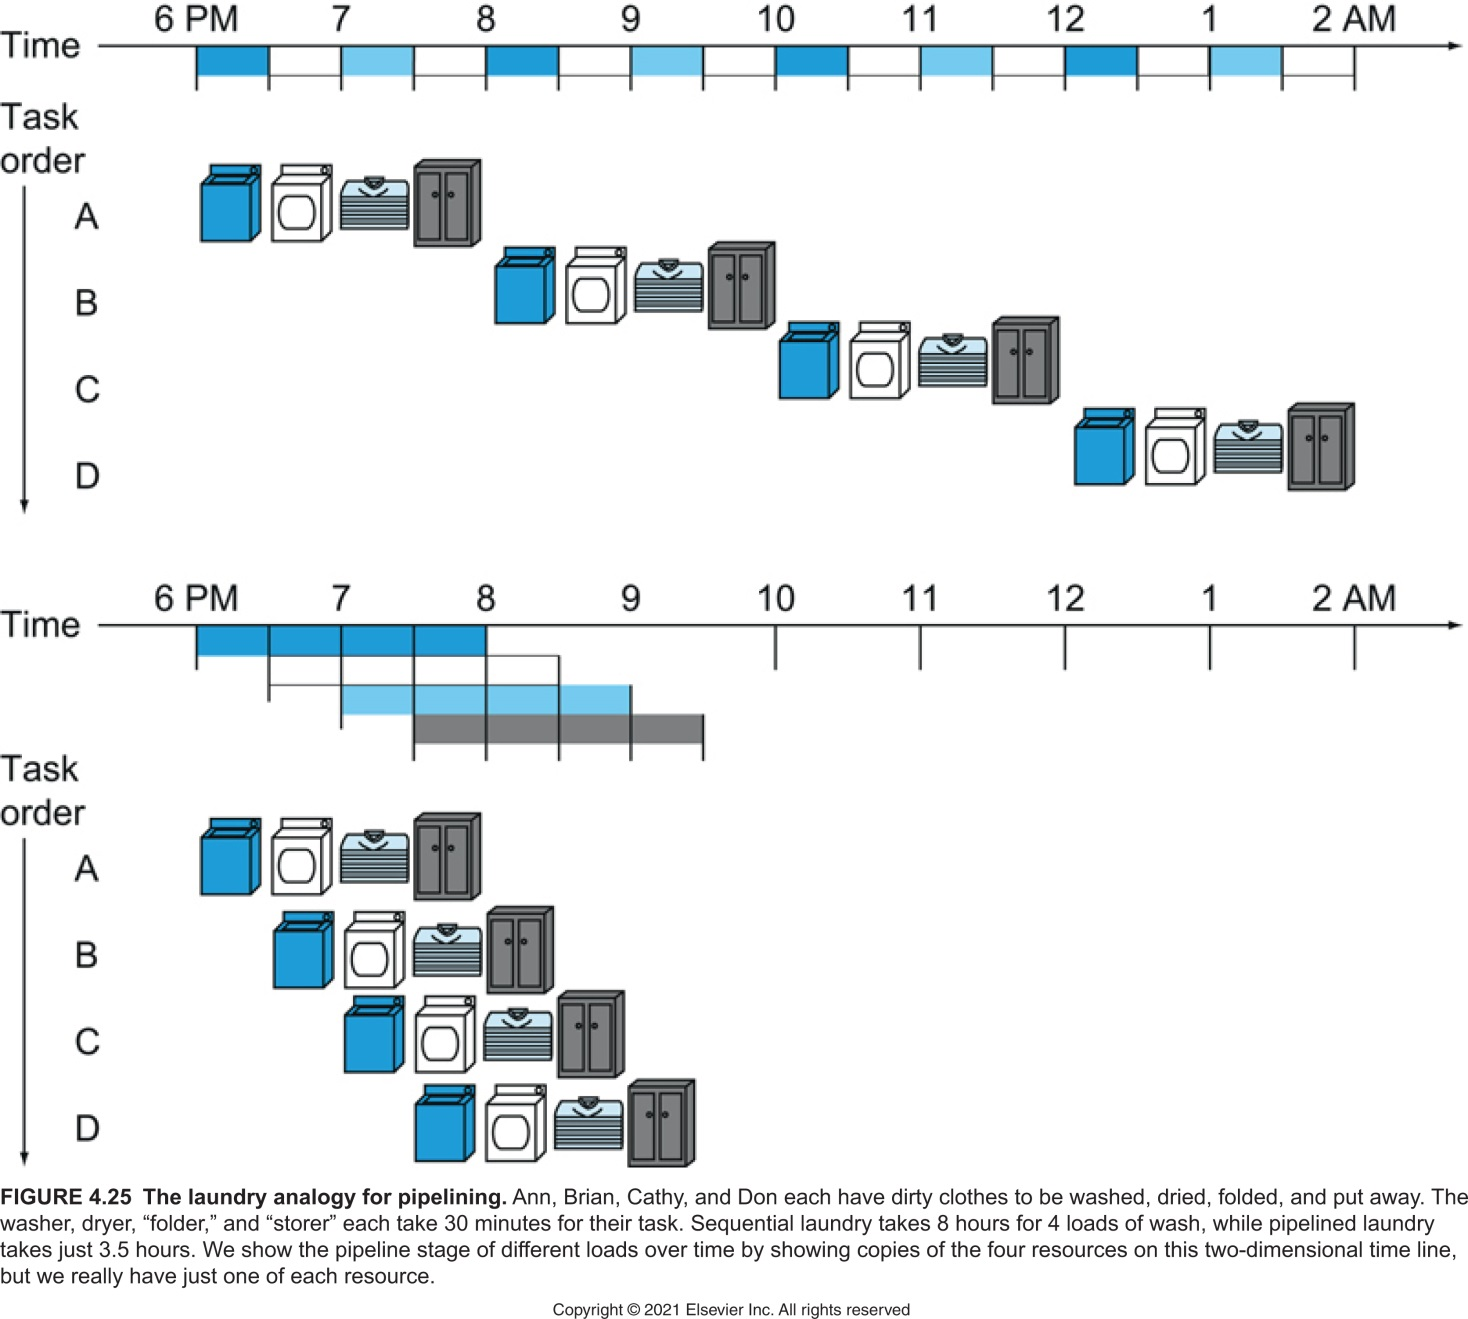 6 PM 7 8 9 10 11 12 1 2 AM
Time
Task
order
A
B
C
D
6 PM 7 8 9 10 11 12 1 2 AM
Time
Task
order
A
B
C
D
FIGURE 4.25 The laundry analogy for pipelining. Ann, Brian, Cathy, and Don each have dirty clothes to be washed, dried, folded, and put away. The
washer, dryer, “folder,” and “storer” each take 30 minutes for their task. Sequential laundry takes 8 hours for 4 loads of wash, while pipelined laundry
takes just 3.5 hours. We show the pipeline stage of different loads over time by showing copies of the four resources on this two-dimensional time line,
but we really have just one of each resource.
Copyright © 2021 Elsevier Inc. All rights reserved